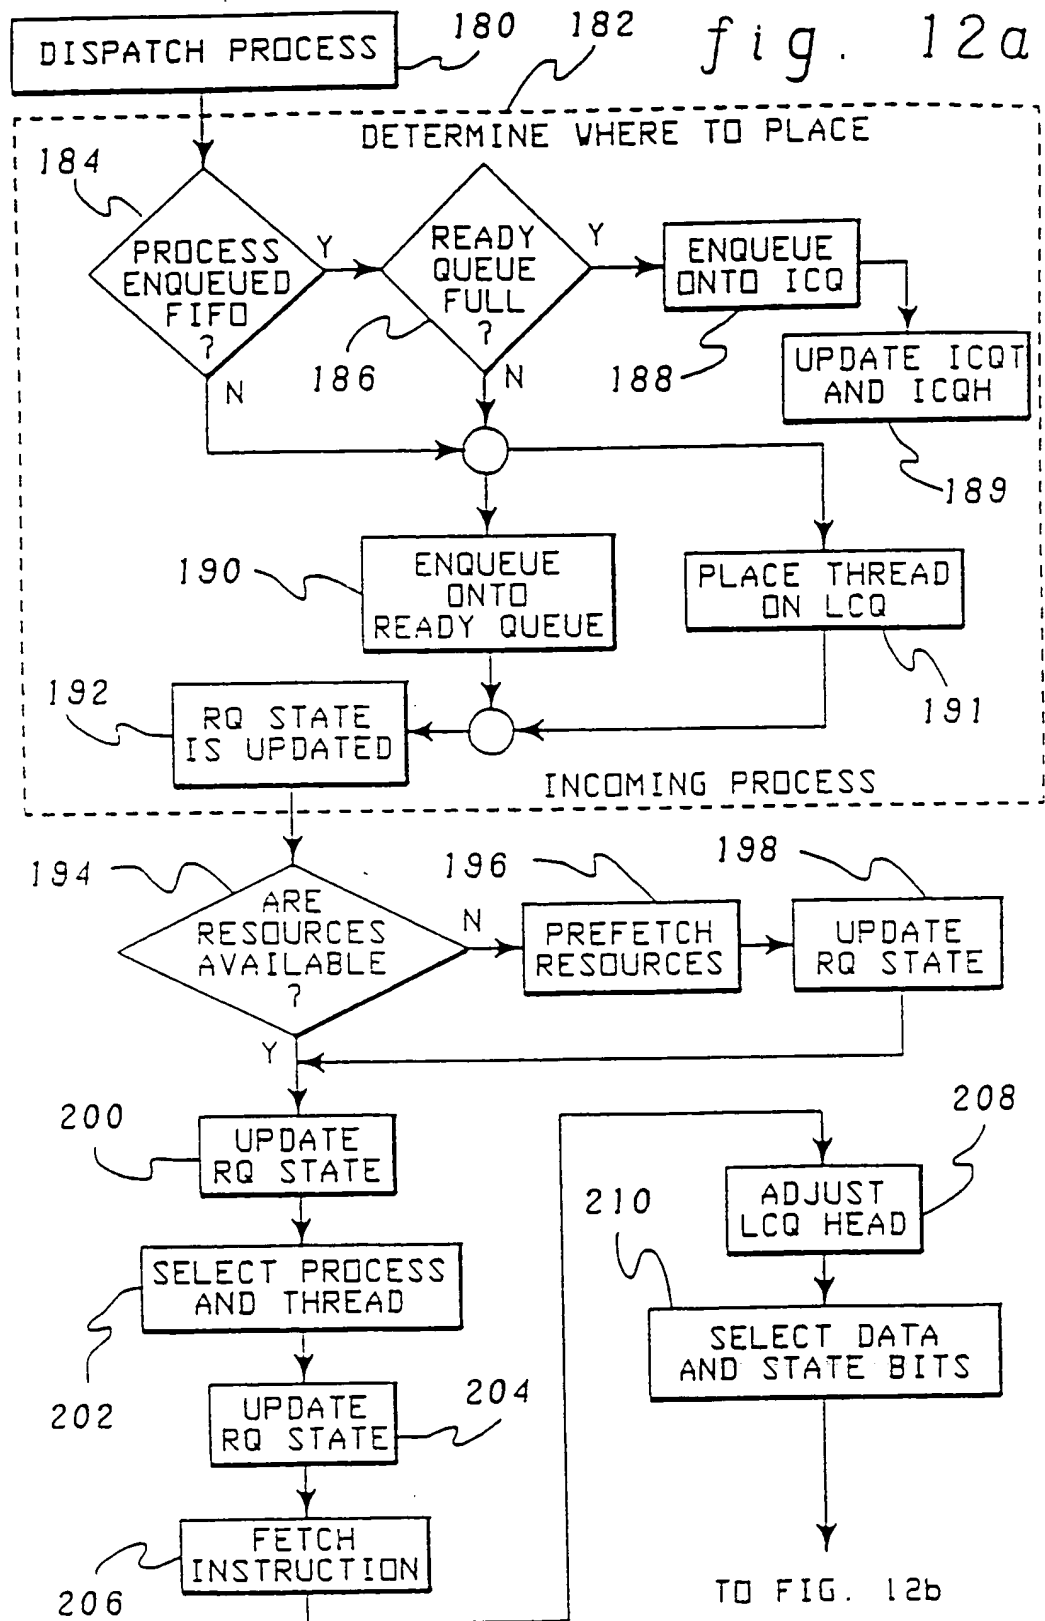 fig. 12a
DISPATCH PROCESS
180
182
DETERMINE WHERE TO PLACE
184
PROCESS
ENQUEUED
FIFO
?
Y
N
READY
QUEUE
FULL
?
Y
N
186
ENQUEUE
ONTO ICQ
188
UPDATE ICQT
AND ICQH
189
190
ENQUEUE
ONTO
READY QUEUE
PLACE THREAD
ON LCQ
191
192
RQ STATE
IS UPDATED
INCOMING PROCESS
194
ARE
RESOURCES
AVAILABLE
?
N
Y
196
PREFETCH
RESOURCES
198
UPDATE
RQ STATE
200
UPDATE
RQ STATE
SELECT PROCESS
AND THREAD
202
UPDATE
RQ STATE
204
FETCH
INSTRUCTION
206
208
ADJUST
LCQ HEAD
210
SELECT DATA
AND STATE BITS
TO FIG. 12b